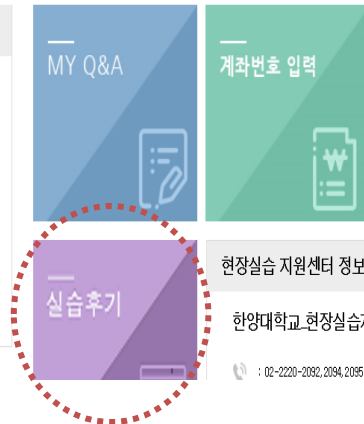 MY Q&A
계좌번호 입력
실습후기
현장실습 지원센터 정보
한양대학교_현장실습
: 02-2220-2092, 2094, 2095